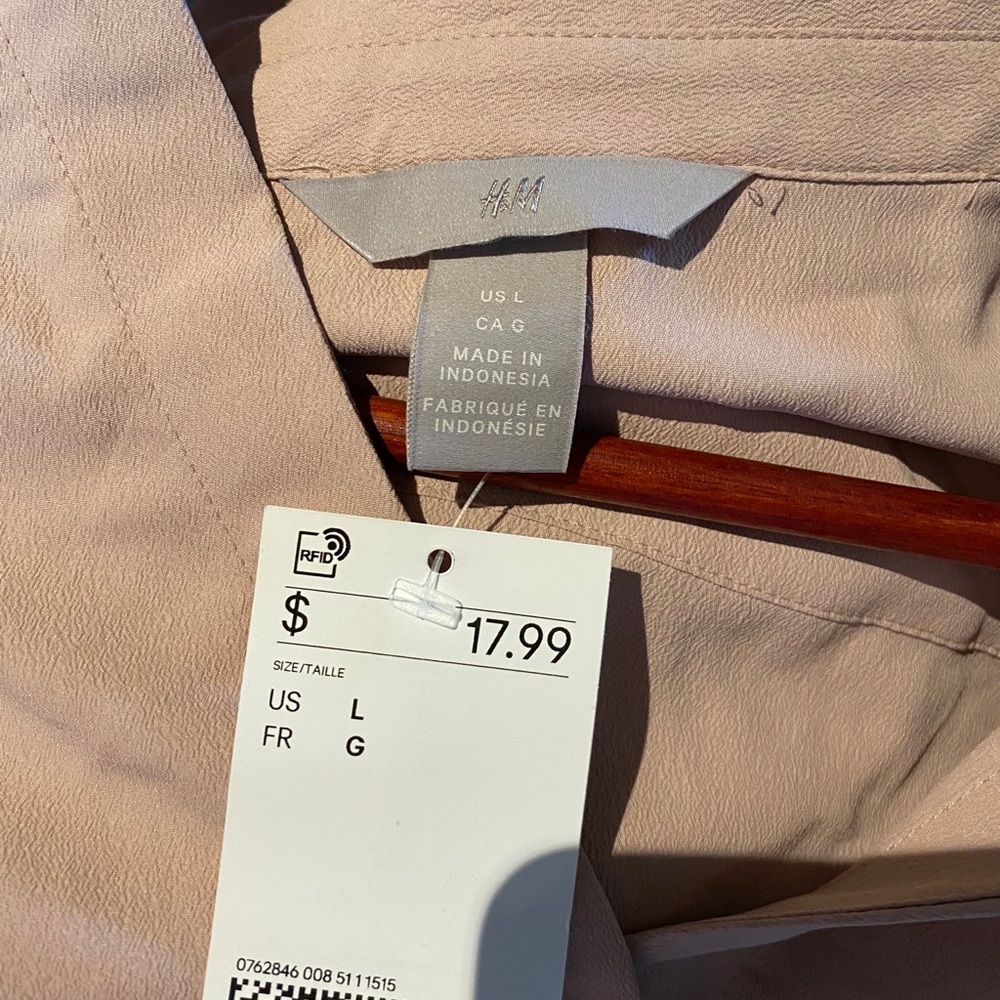 H&M
US L
CA G
MADE IN
INDONESIA
FABRIQUÉ EN
INDONÉSIE
RFID
$ 17.99
SIZE/TAILLE
US L
FR G
0762846 008 5111515